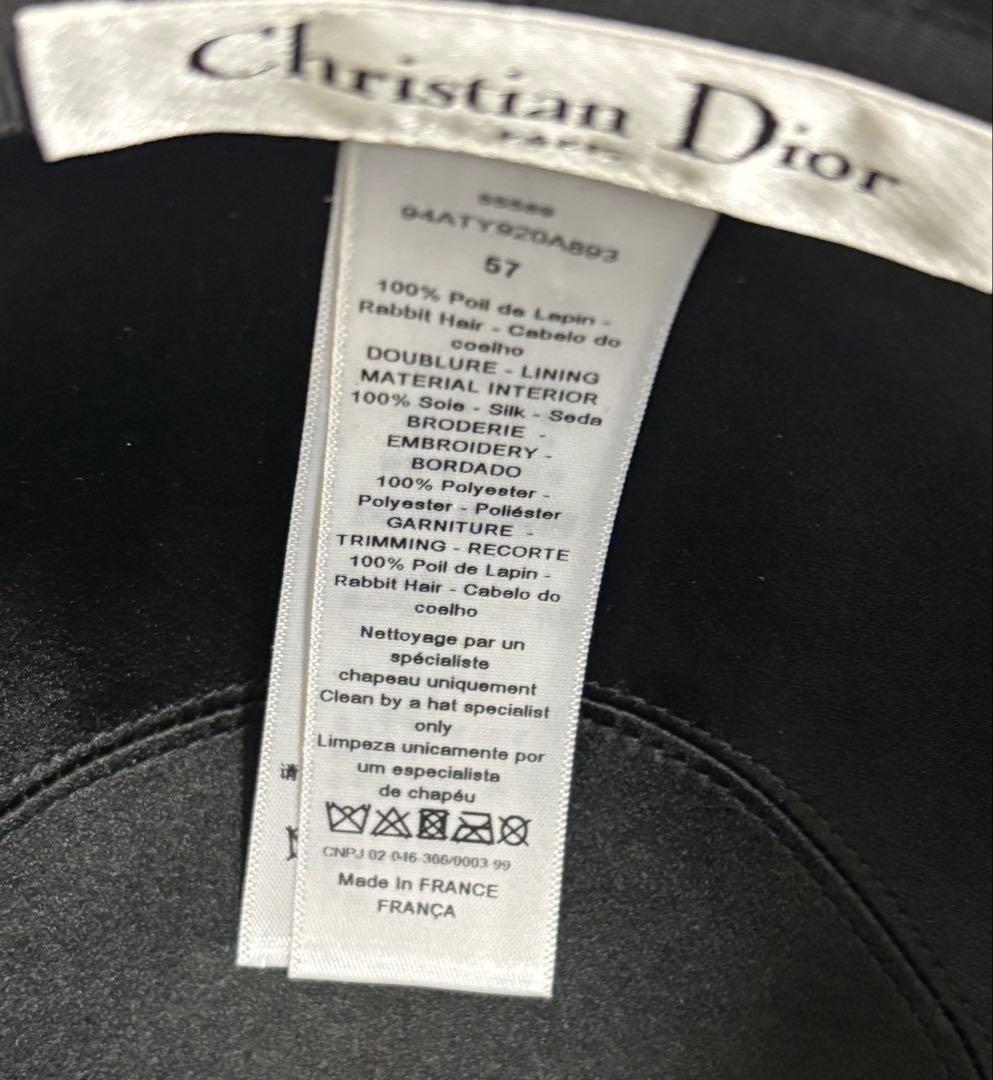 Christian Dior
PARIS
94ATY920A893
57
100% Poil de Lapin -
Rabbit Hair - Cabelo do
coelho
DOUBLURE - LINING
MATERIAL INTERIOR
100% Soie - Silk - Seda
BRODERIE -
EMBROIDERY -
BORDADO
100% Polyester -
Polyester - Poliéster
GARNITURE -
TRIMMING - RECORTE
100% Poil de Lapin -
Rabbit Hair - Cabelo do
coelho
Nettoyage par un
spécialiste
chapeau uniquement
Clean by a hat specialist
only
Limpeza unicamente por
um especialista
de chapéu
CNPJ 02 046-366/0003 99
Made In FRANCE
FRANÇA
请